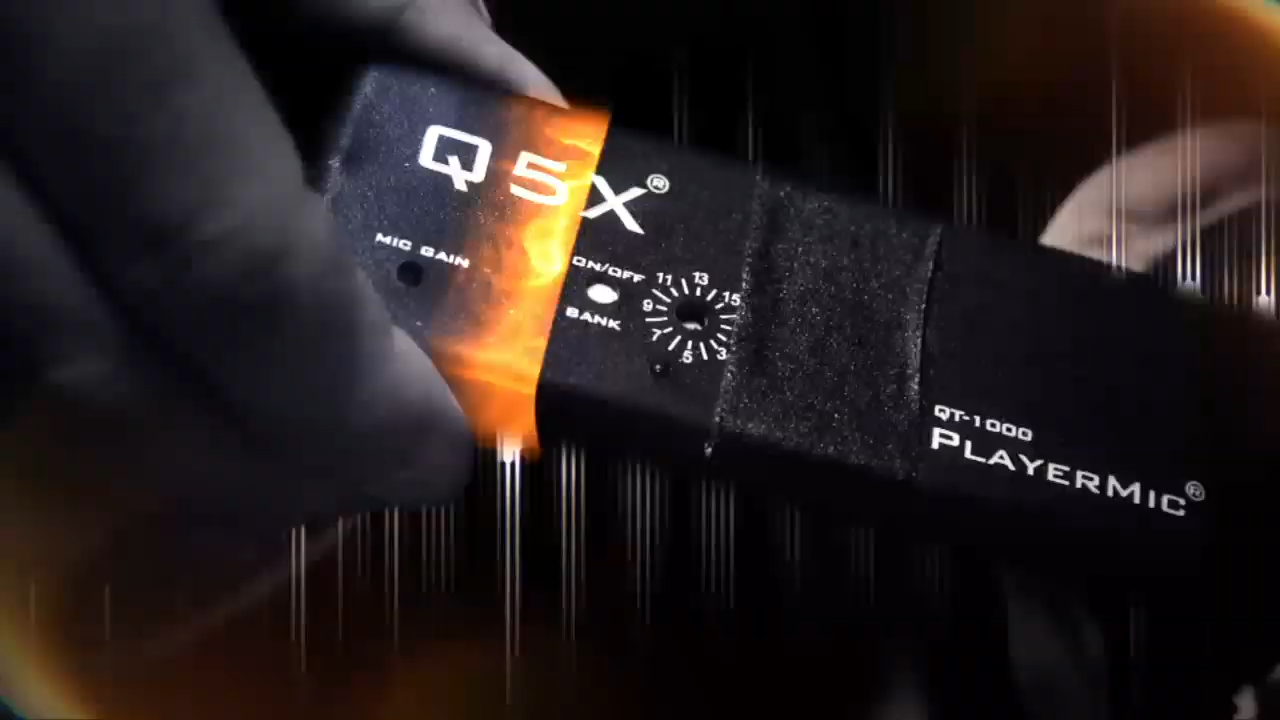 Q5X®
MIC GAIN
ON/OFF
BANK
11 13 15
9
7 5 3
QT-1000
PLAYERMIC®